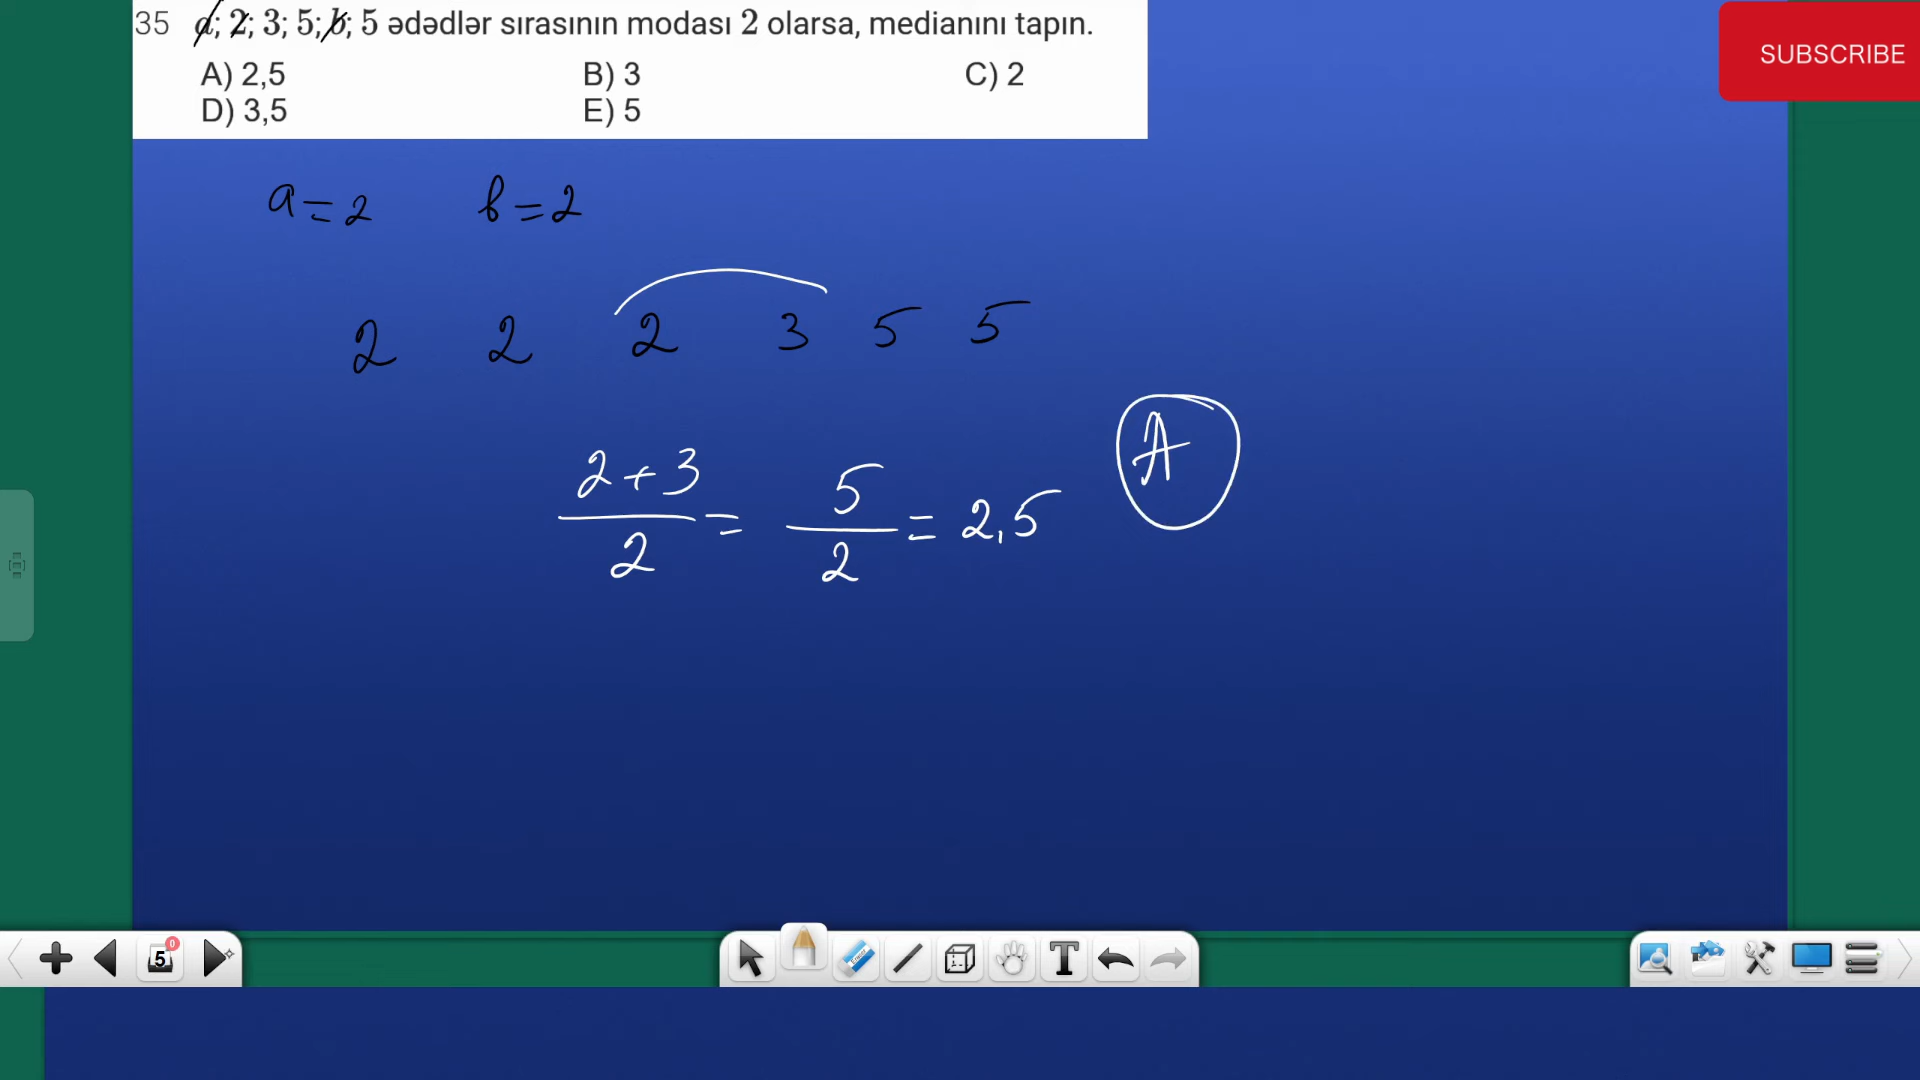 35 a; 2; 3; 5; b; 5 ədədlər sırasının modası 2 olarsa, medianını tapın.
A) 2,5 B) 3 C) 2
D) 3,5 E) 5
SUBSCRIBE
a = 2 b = 2
2 2 2 3 5 5
2 + 3 / 2 = 5 / 2 = 2,5
A
5 0
T